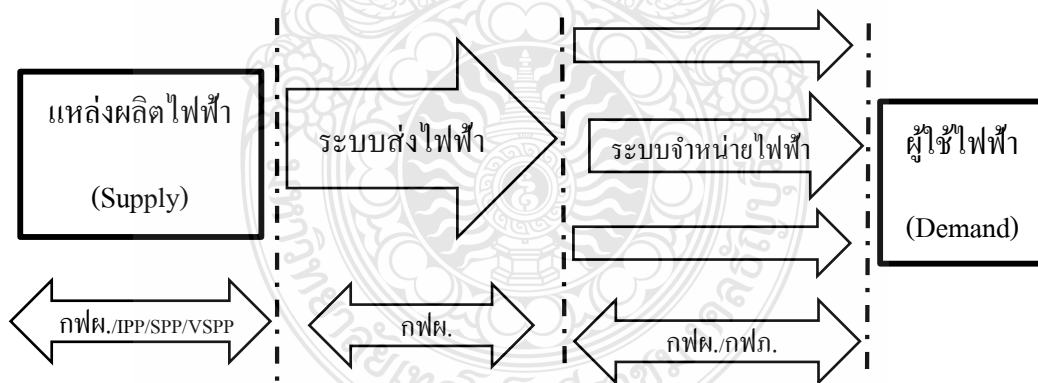 แหล่งผลิตไฟฟ้า
(Supply)
ระบบส่งไฟฟ้า
ระบบจำหน่ายไฟฟ้า
ผู้ใช้ไฟฟ้า
(Demand)
กฟผ./IPP/SPP/VSPP
กฟผ.
กฟผ./กฟภ.